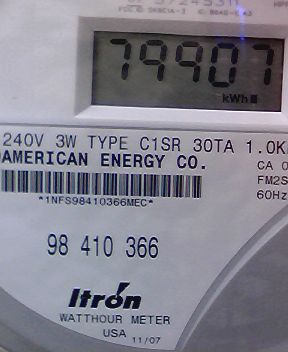 79907
kWh
240V 3W TYPE C1SR 30TA 1.0K
AMERICAN ENERGY CO.
CA 0
FM2S
*1NFS98410366MEC*
60Hz
98 410 366
Itron
WATTHOUR METER
USA 11/07